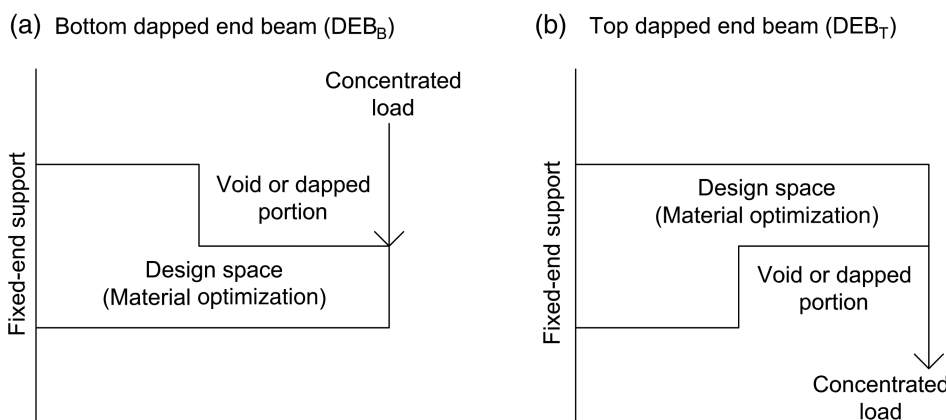 (a) Bottom dapped end beam (DEB_B)
Concentrated
load
Fixed-end support
Void or dapped
portion
Design space
(Material optimization)
(b) Top dapped end beam (DEB_T)
Fixed-end support
Design space
(Material optimization)
Void or dapped
portion
Concentrated
load